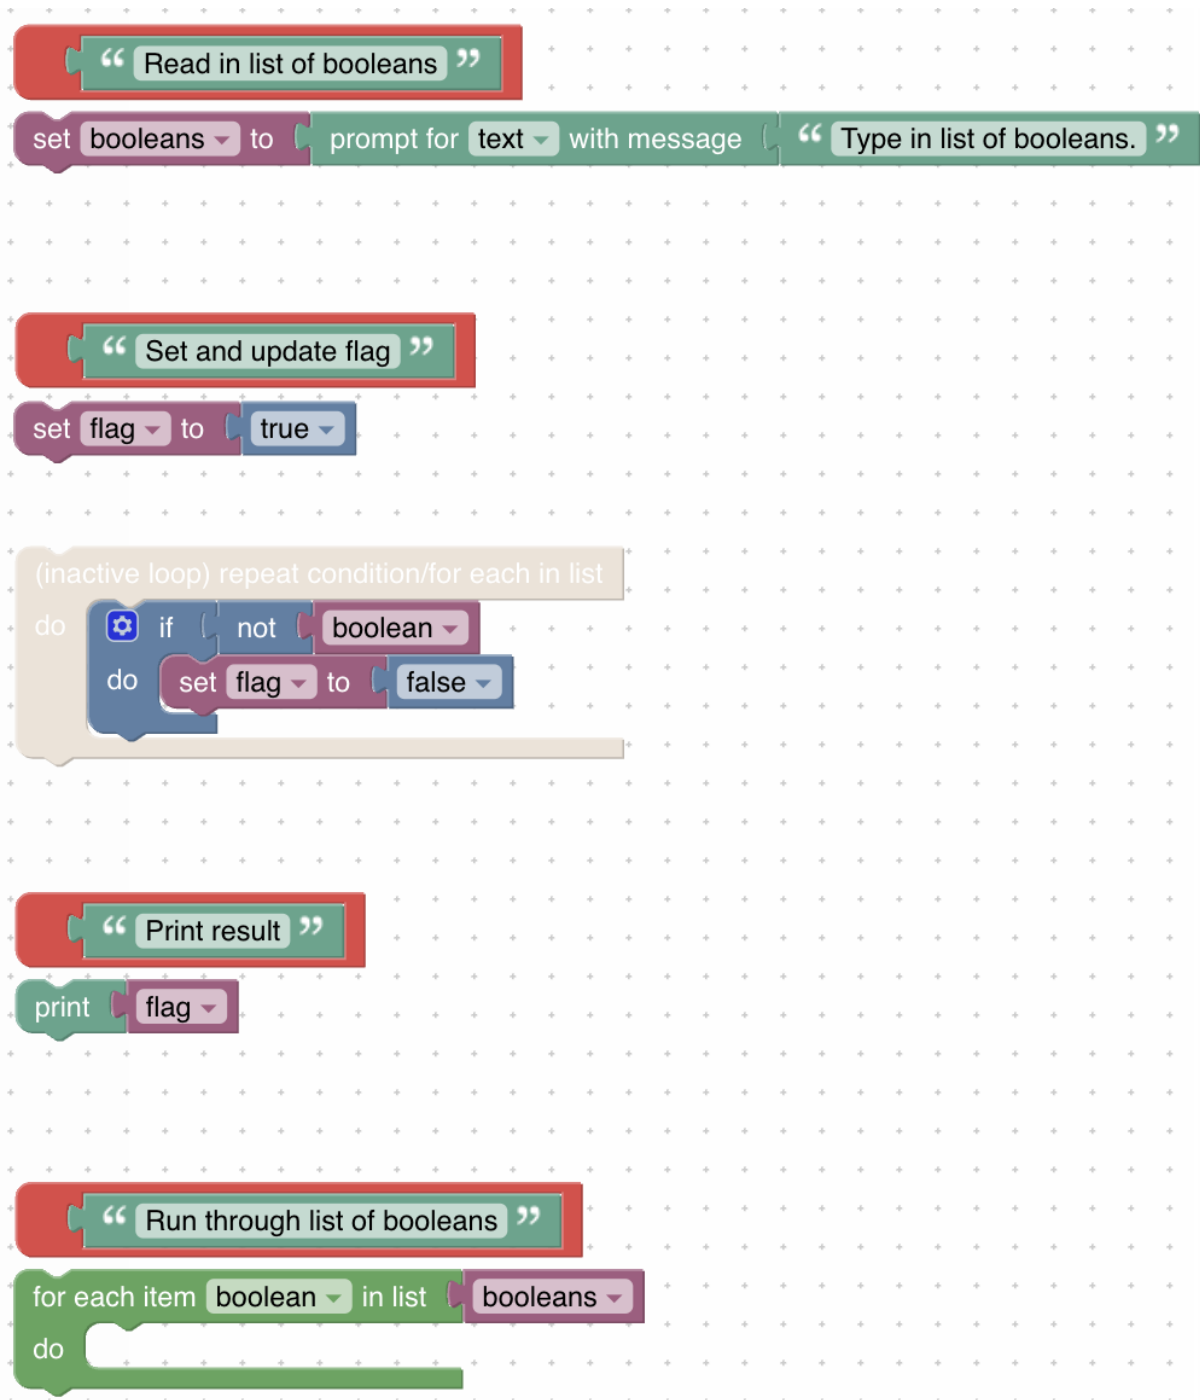 “ Read in list of booleans ”
set booleans to prompt for text with message “ Type in list of booleans. ”
“ Set and update flag ”
set flag to true
(inactive loop) repeat condition/for each in list
do if not boolean
do set flag to false
“ Print result ”
print flag
“ Run through list of booleans ”
for each item boolean in list booleans
do